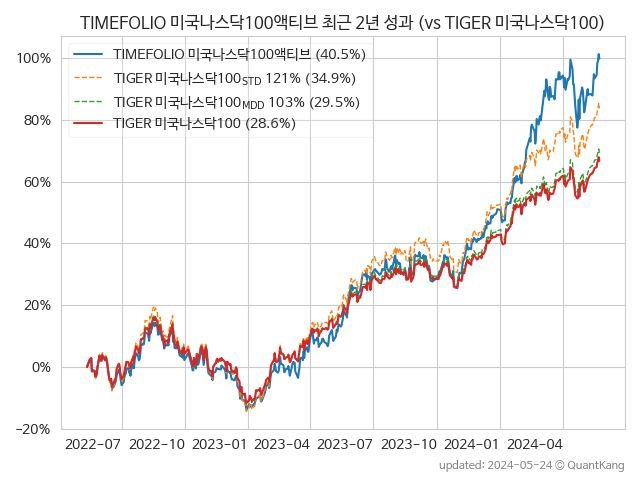 TIMEFOLIO 미국나스닥100액티브 최근 2년 성과 (vs TIGER 미국나스닥100)
TIMEFOLIO 미국나스닥100액티브 (40.5%)
TIGER 미국나스닥100STD 121% (34.9%)
TIGER 미국나스닥100MDD 103% (29.5%)
TIGER 미국나스닥100 (28.6%)
100%
80%
60%
40%
20%
0%
−20%
2022-07 2022-10 2023-01 2023-04 2023-07 2023-10 2024-01 2024-04
updated: 2024-05-24 © QuantKang